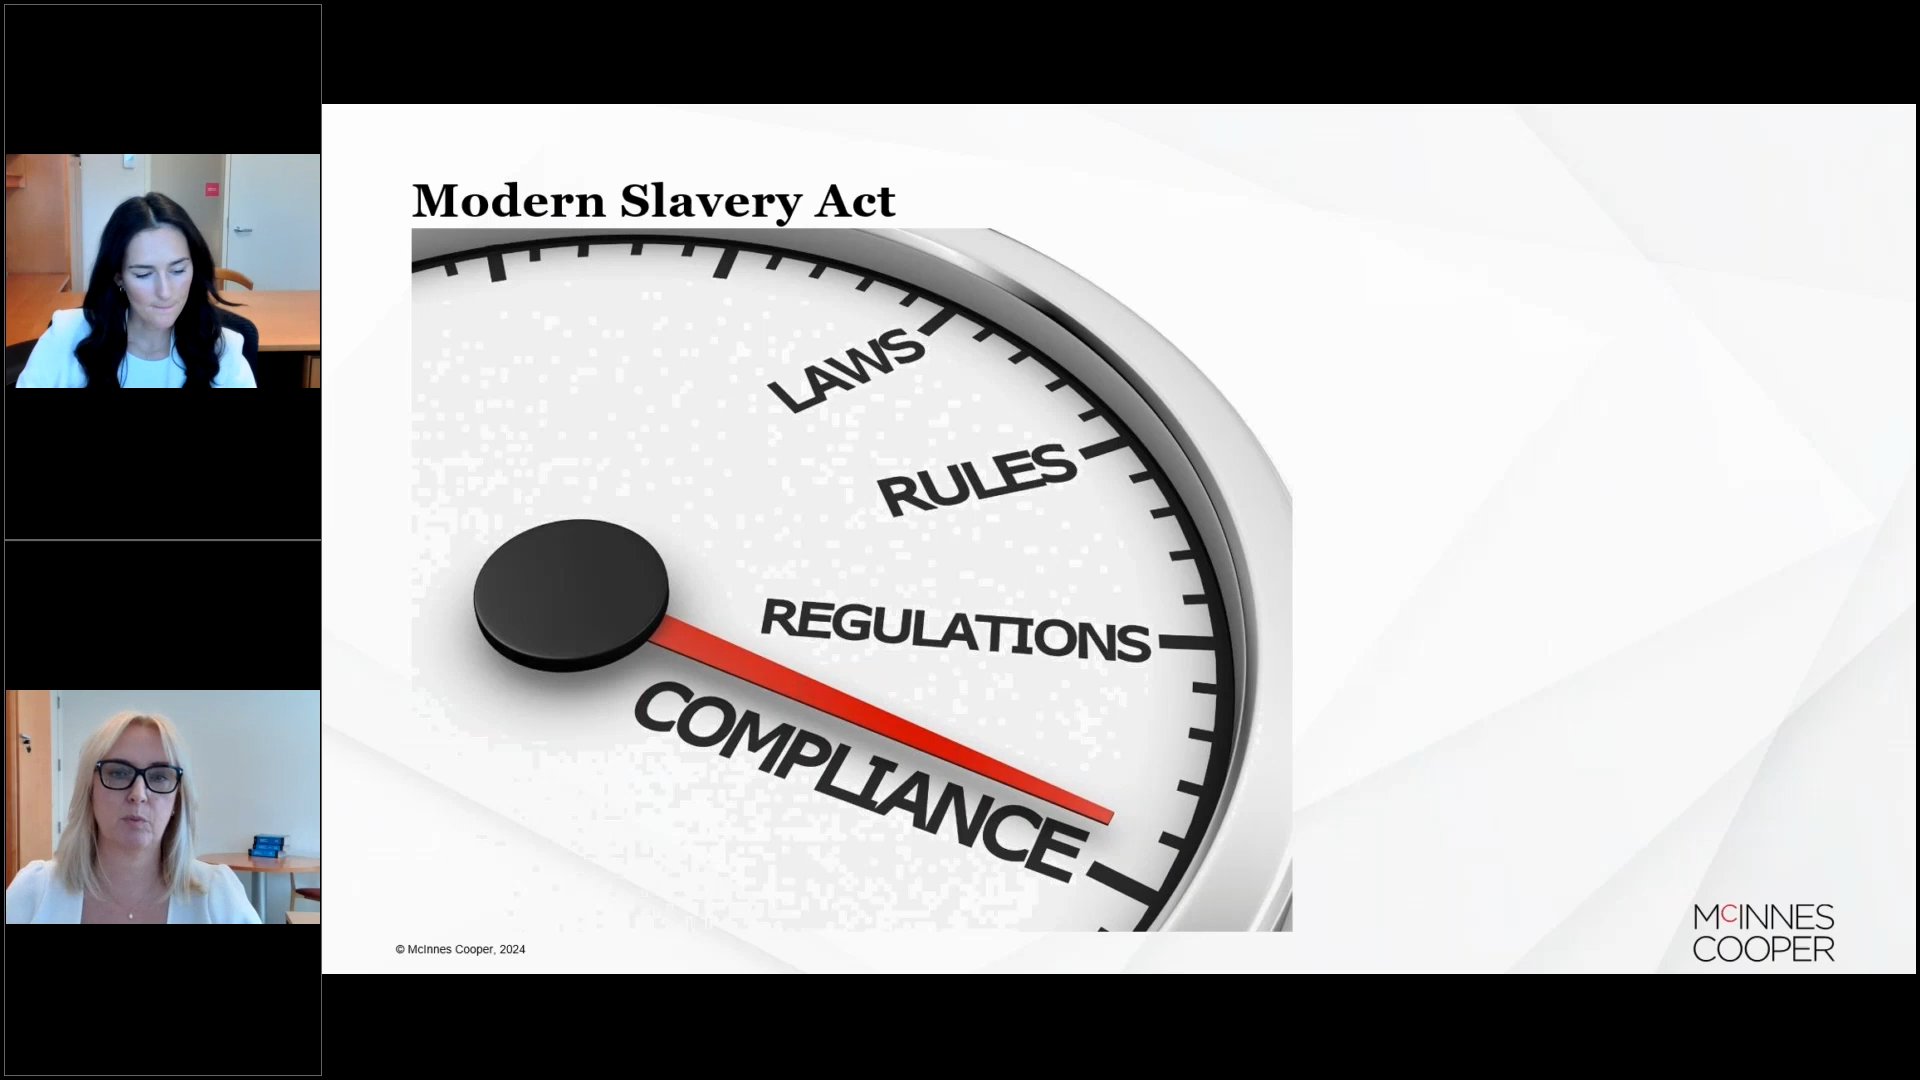 Modern Slavery Act
LAWS
RULES
REGULATIONS
COMPLIANCE
© McInnes Cooper, 2024
MCINNES
COOPER